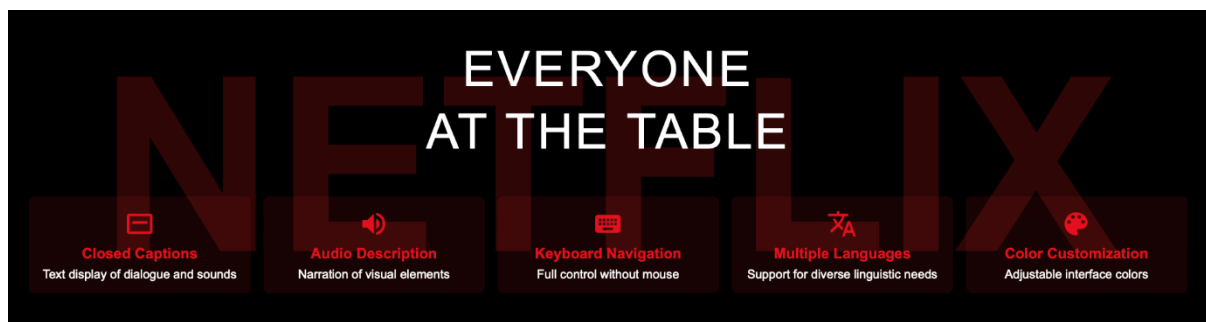 NETFLIX
EVERYONE
AT THE TABLE
Closed Captions
Text display of dialogue and sounds
Audio Description
Narration of visual elements
Keyboard Navigation
Full control without mouse
Multiple Languages
Support for diverse linguistic needs
Color Customization
Adjustable interface colors